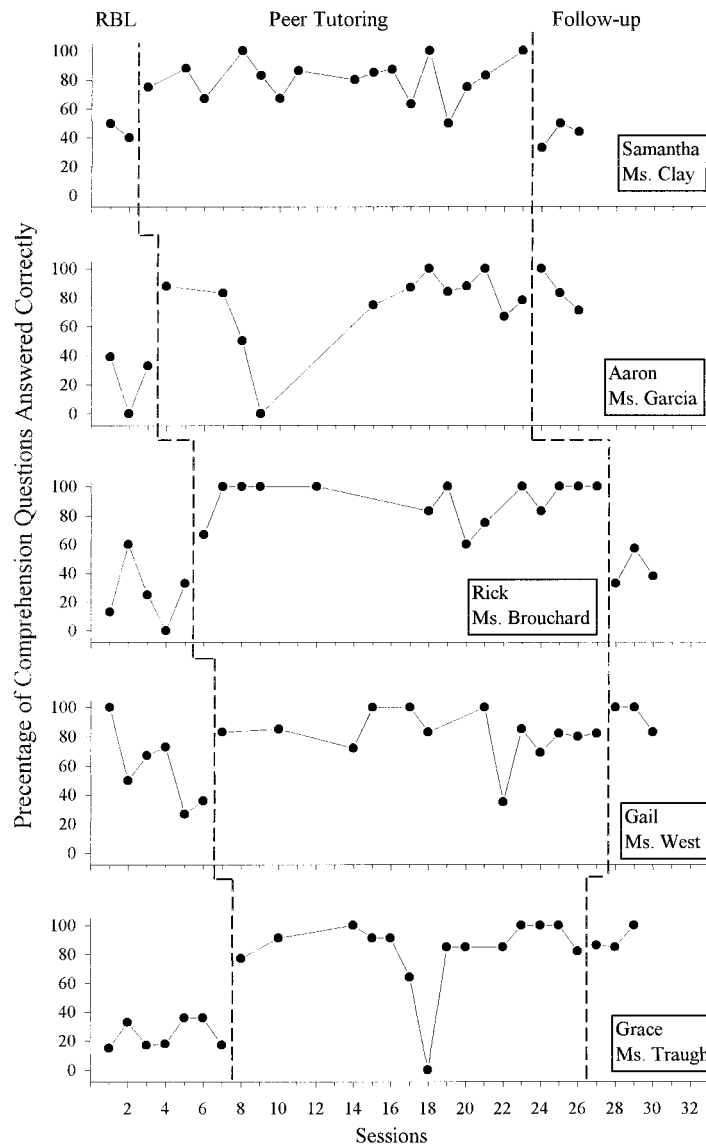 RBL Peer Tutoring Follow-up
Precentage of Comprehension Questions Answered Correctly
100
80
60
40
20
0
Samantha
Ms. Clay
100
80
60
40
20
0
Aaron
Ms. Garcia
100
80
60
40
20
0
Rick
Ms. Brouchard
100
80
60
40
20
0
Gail
Ms. West
100
80
60
40
20
0
Grace
Ms. Traugh
2 4 6 8 10 12 14 16 18 20 22 24 26 28 30 32
Sessions